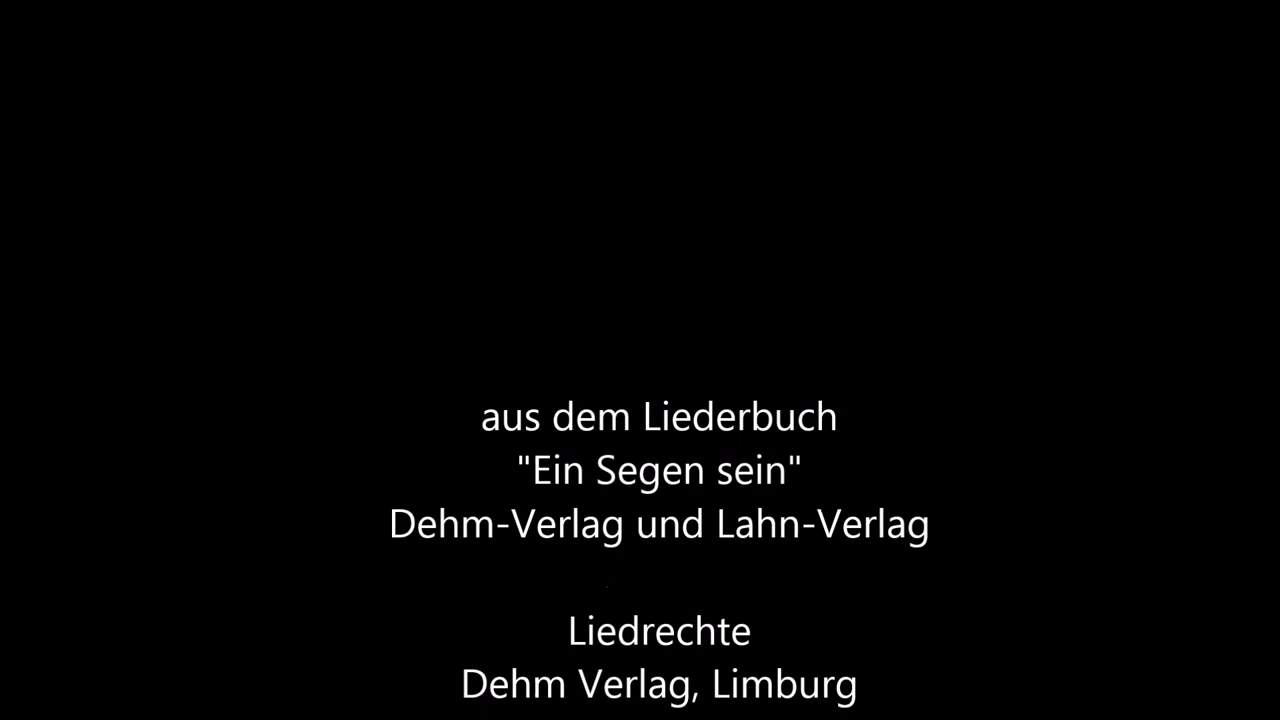 aus dem Liederbuch
"Ein Segen sein"
Dehm-Verlag und Lahn-Verlag
Liedrechte
Dehm Verlag, Limburg